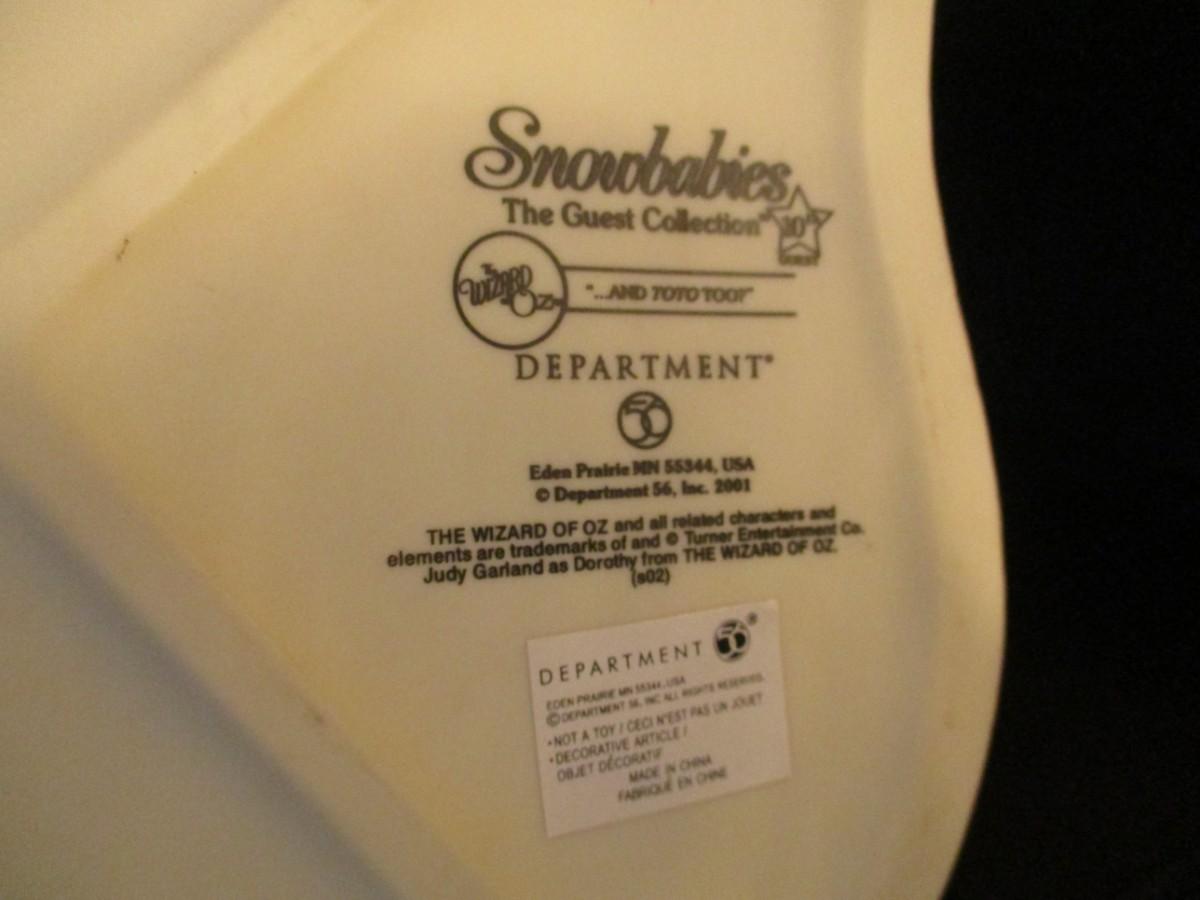 Snowbabies
The Guest Collection
10th
GUEST
The WIZARD of OZ
"...AND TOTO TOO?"
DEPARTMENT®
56
Eden Prairie MN 55344, USA
© Department 56, Inc. 2001
THE WIZARD OF OZ and all related characters and
elements are trademarks of and © Turner Entertainment Co.
Judy Garland as Dorothy from THE WIZARD OF OZ.
(s02)
DEPARTMENT 56®
EDEN PRAIRIE MN 55344, USA
© DEPARTMENT 56, INC ALL RIGHTS RESERVED.
•NOT A TOY / CECI N'EST PAS UN JOUET
•DECORATIVE ARTICLE /
OBJET DÉCORATIF
MADE IN CHINA
FABRIQUÉ EN CHINE